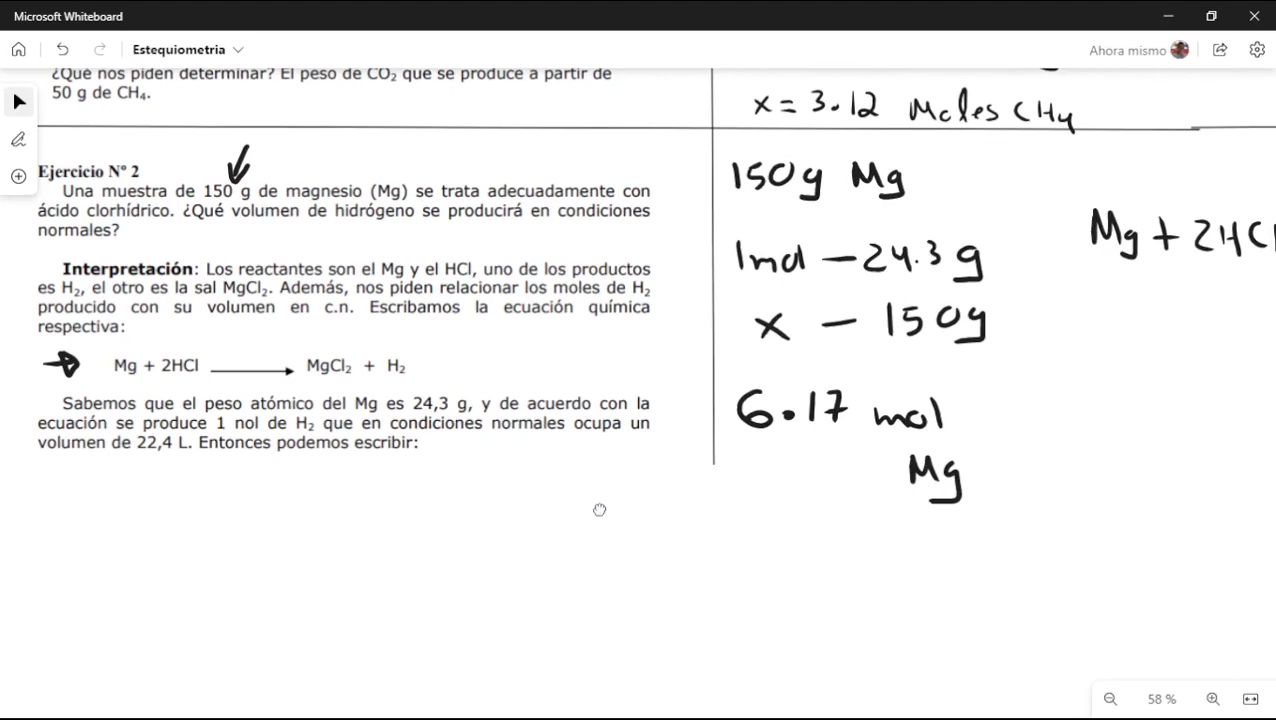 Microsoft Whiteboard
Estequiometria
Ahora mismo
¿Qué nos piden determinar? El peso de CO₂ que se produce a partir de
50 g de CH₄.
x = 3.12 Moles CH4
Ejercicio Nº 2
Una muestra de 150 g de magnesio (Mg) se trata adecuadamente con
ácido clorhídrico. ¿Qué volumen de hidrógeno se producirá en condiciones
normales?
Interpretación: Los reactantes son el Mg y el HCl, uno de los productos
es H₂, el otro es la sal MgCl₂. Además, nos piden relacionar los moles de H₂
producido con su volumen en c.n. Escribamos la ecuación química
respectiva:
Mg + 2HCl ⟶ MgCl₂ + H₂
Sabemos que el peso atómico del Mg es 24,3 g, y de acuerdo con la
ecuación se produce 1 nol de H₂ que en condiciones normales ocupa un
volumen de 22,4 L. Entonces podemos escribir:
150g Mg
1mol – 24.3 g
x – 150g
6.17 mol
Mg
Mg + 2HCl
58 %